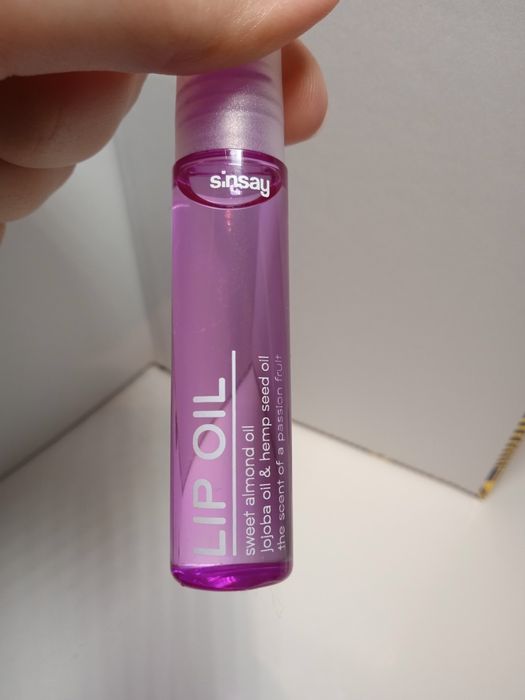 sinsay
LIP OIL
sweet almond oil
jojoba oil & hemp seed oil
the scent of a passion fruit